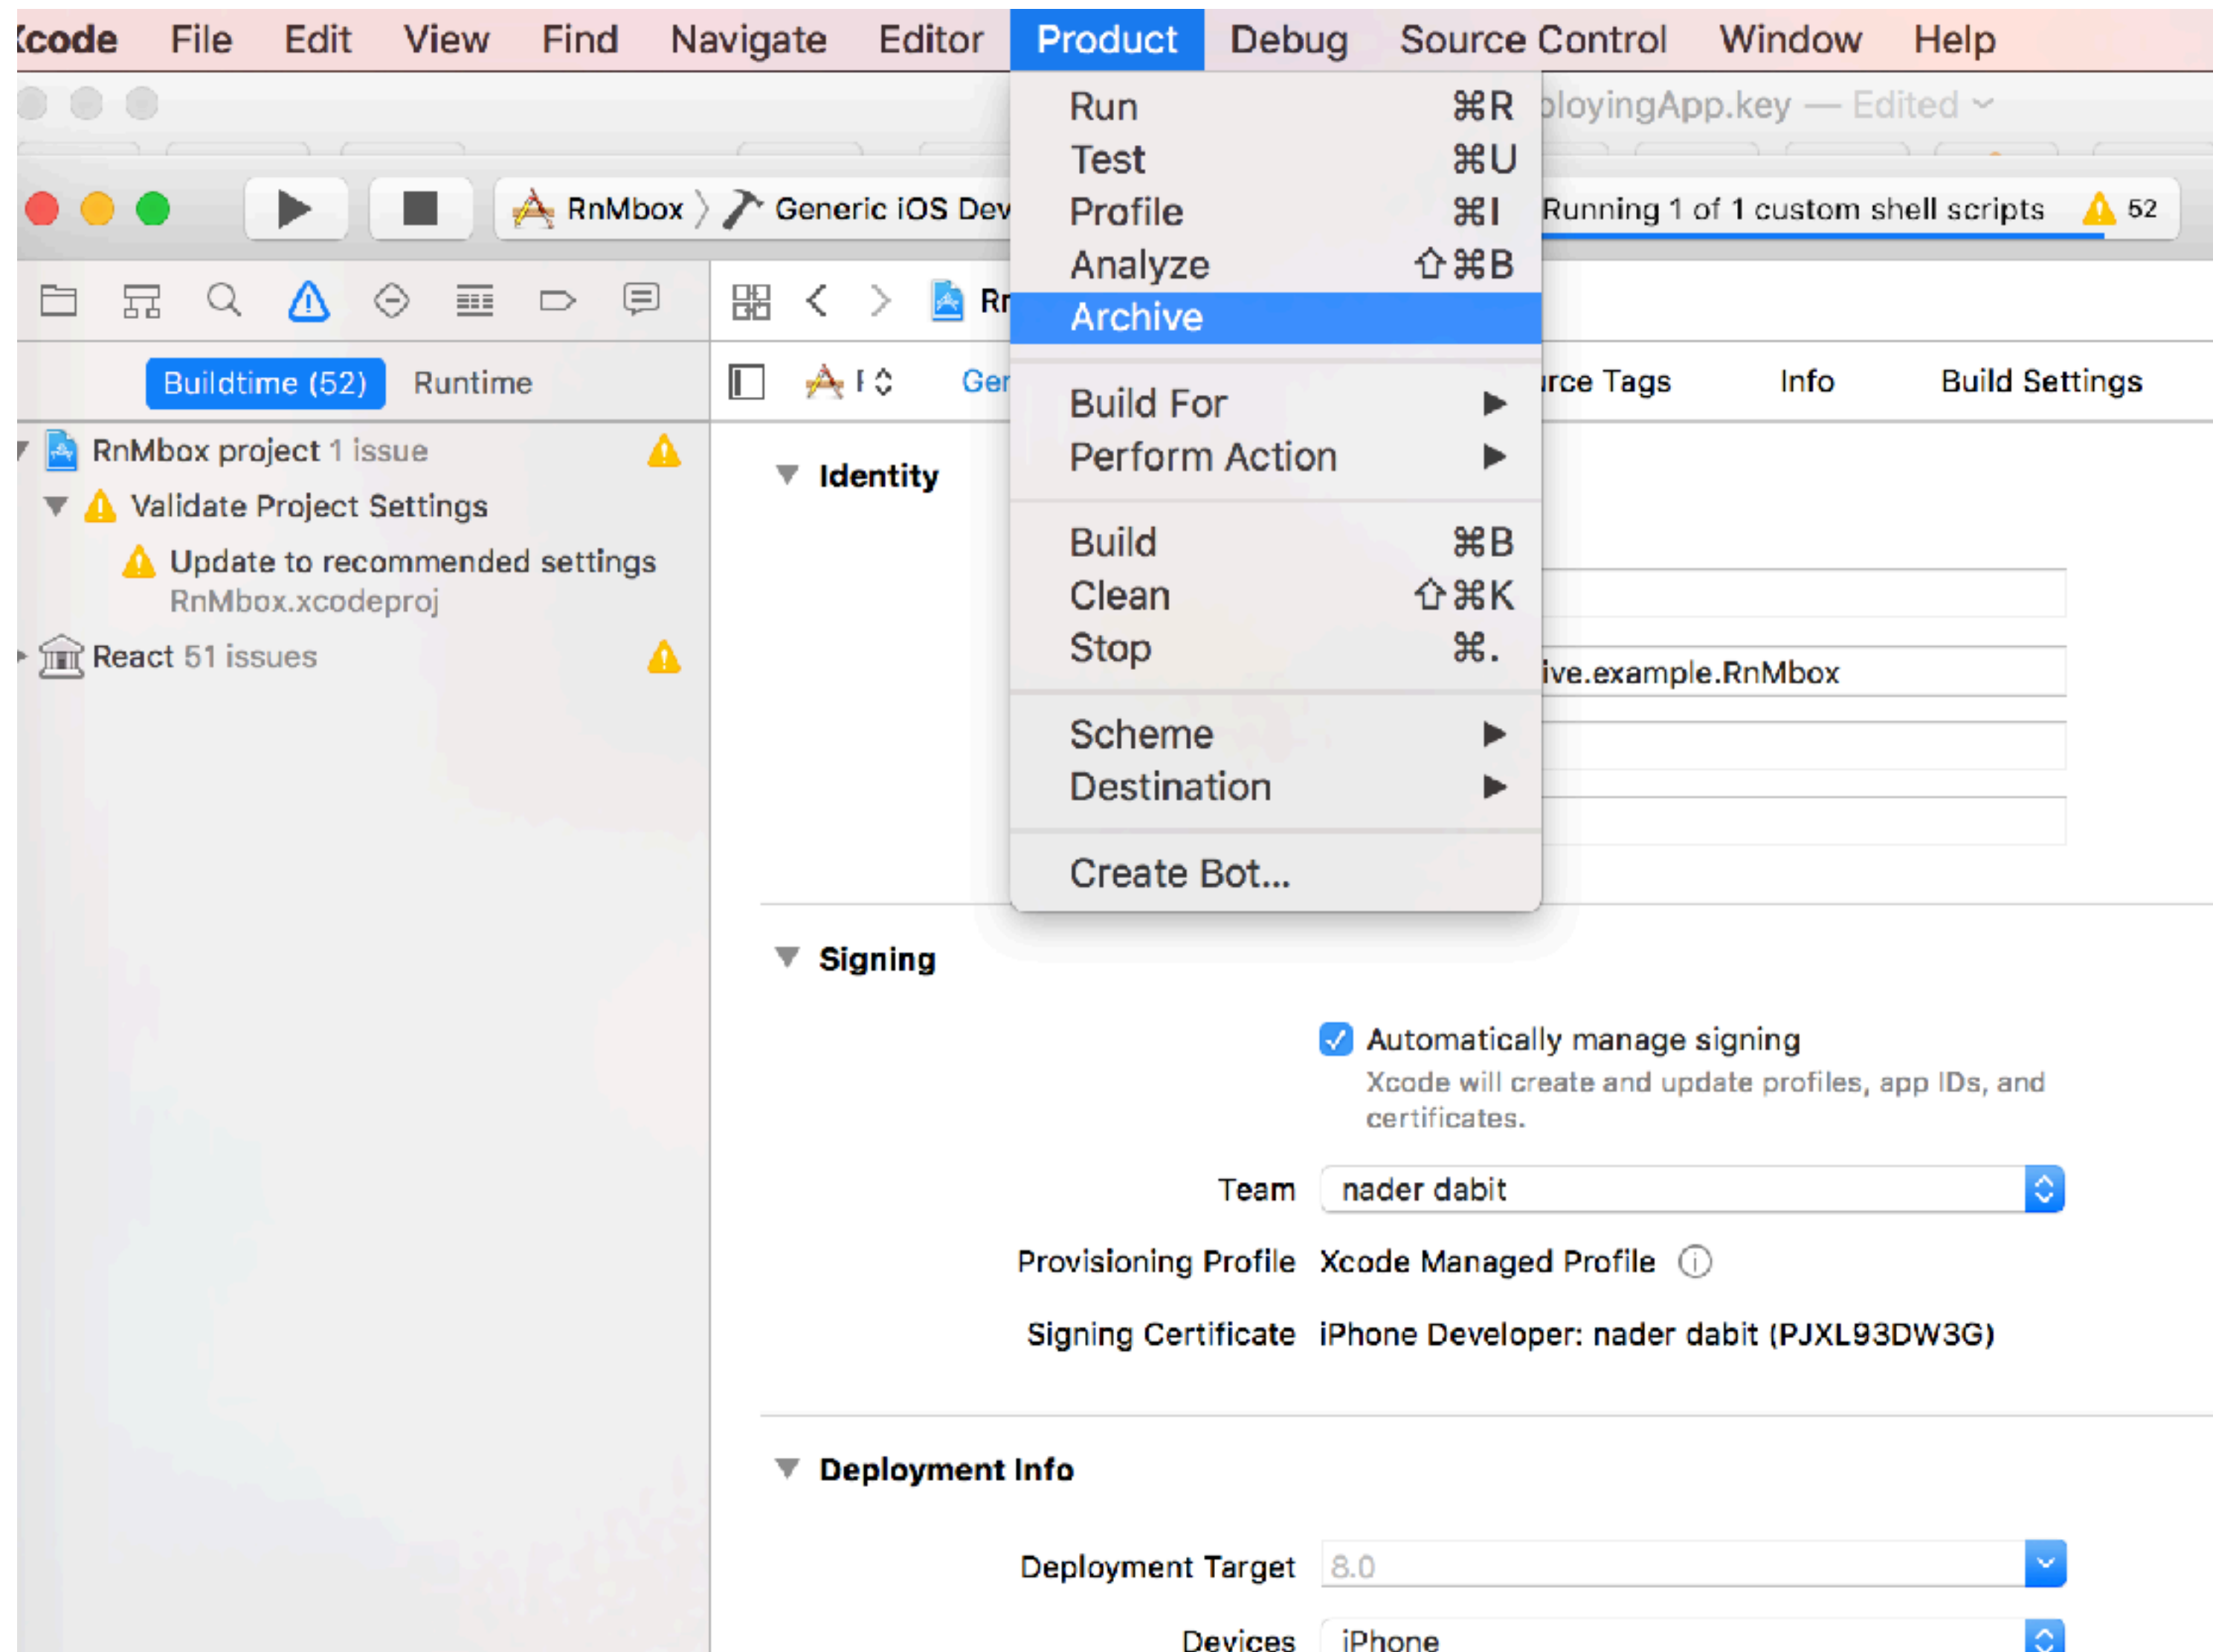 Xcode File Edit View Find Navigate Editor Product Debug Source Control Window Help
ployingApp.key — Edited
RnMbox Generic iOS Dev
Running 1 of 1 custom shell scripts 52
Run ⌘R
Test ⌘U
Profile ⌘I
Analyze ⇧⌘B
Archive
Build For
Perform Action
Build ⌘B
Clean ⇧⌘K
Stop ⌘.
Scheme
Destination
Create Bot...
Buildtime (52) Runtime
RnMbox project 1 issue
Validate Project Settings
Update to recommended settings
RnMbox.xcodeproj
React 51 issues
Info Build Settings
Identity
ive.example.RnMbox
Signing
Automatically manage signing
Xcode will create and update profiles, app IDs, and
certificates.
Team nader dabit
Provisioning Profile Xcode Managed Profile
Signing Certificate iPhone Developer: nader dabit (PJXL93DW3G)
Deployment Info
Deployment Target 8.0
Devices iPhone